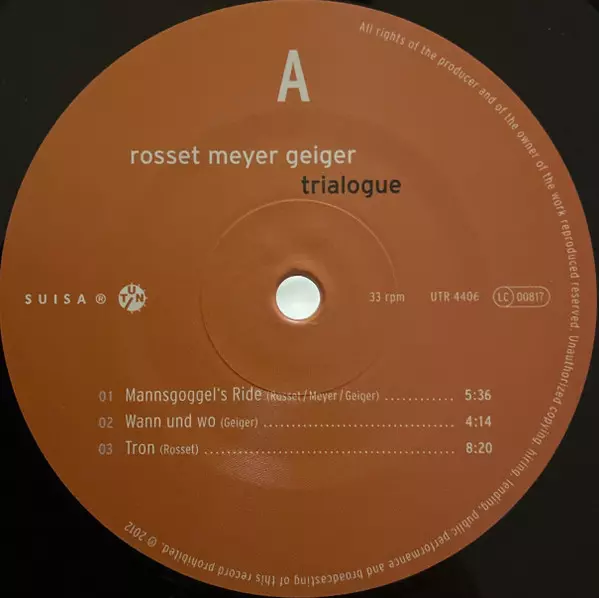 A
rosset meyer geiger
trialogue
SUISA ® UTN
33 rpm UTR 4406 LC 00817
01 Mannsgoggel's Ride (Rosset / Meyer / Geiger) ............ 5:36
02 Wann und wo (Geiger) ............ 4:14
03 Tron (Rosset) ............ 8:20
All rights of the producer and of the owner of the work reproduced reserved. Unauthorized copying, hiring, lending, public performance and broadcasting of this record prohibited. ℗ 2012